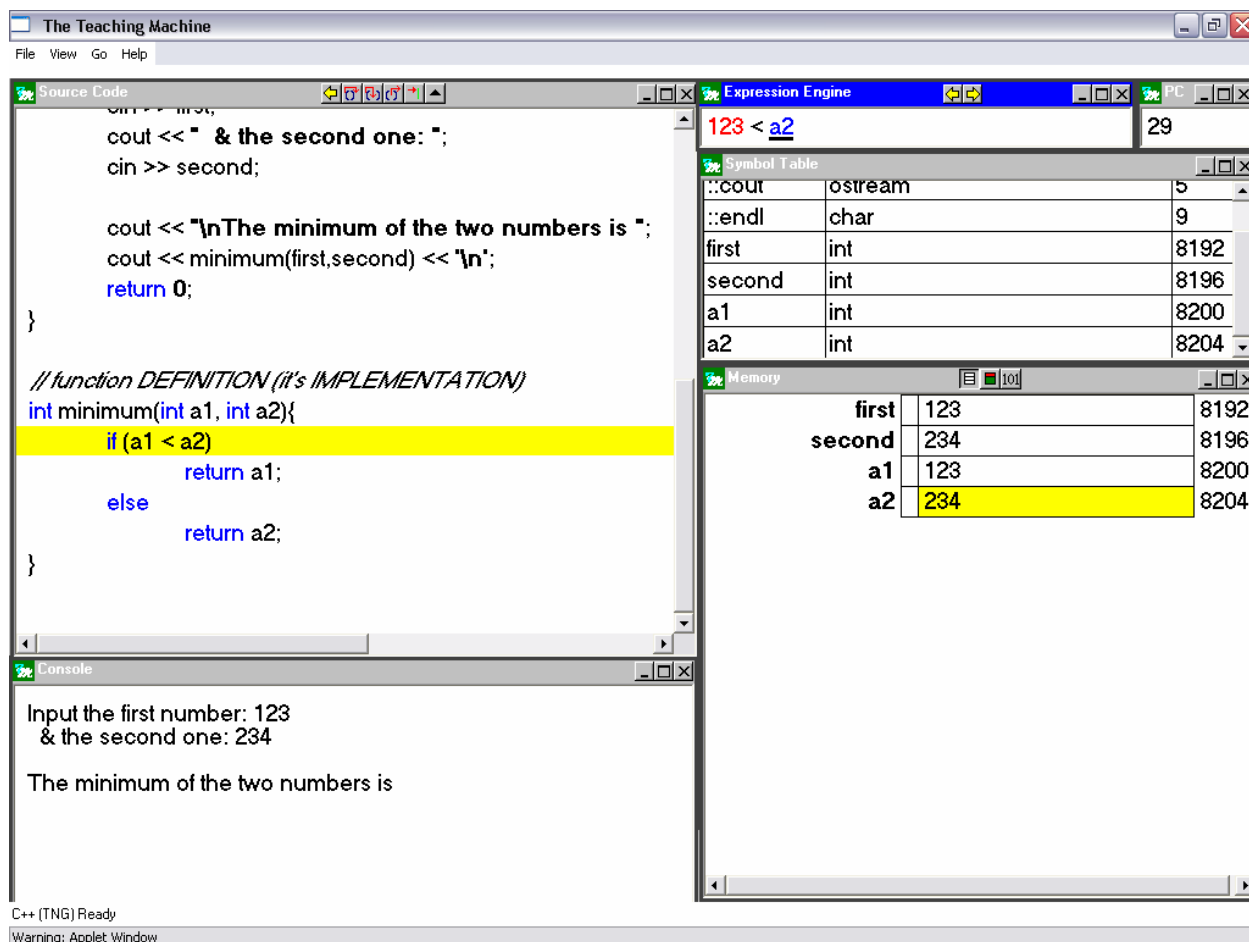 The Teaching Machine
File View Go Help
Source Code
cin >> first;
cout << "  & the second one: ";
cin >> second;
cout << "\nThe minimum of the two numbers is ";
cout << minimum(first,second) << '\n';
return 0;
}
// function DEFINITION (it's IMPLEMENTATION)
int minimum(int a1, int a2){
if (a1 < a2)
return a1;
else
return a2;
}
Console
Input the first number: 123
& the second one: 234
The minimum of the two numbers is
Expression Engine
123 < a2
PC
29
Symbol Table
::cout ostream 5
::endl char 9
first int 8192
second int 8196
a1 int 8200
a2 int 8204
Memory 101
first 123 8192
second 234 8196
a1 123 8200
a2 234 8204
C++ (TNG) Ready
Warning: Applet Window